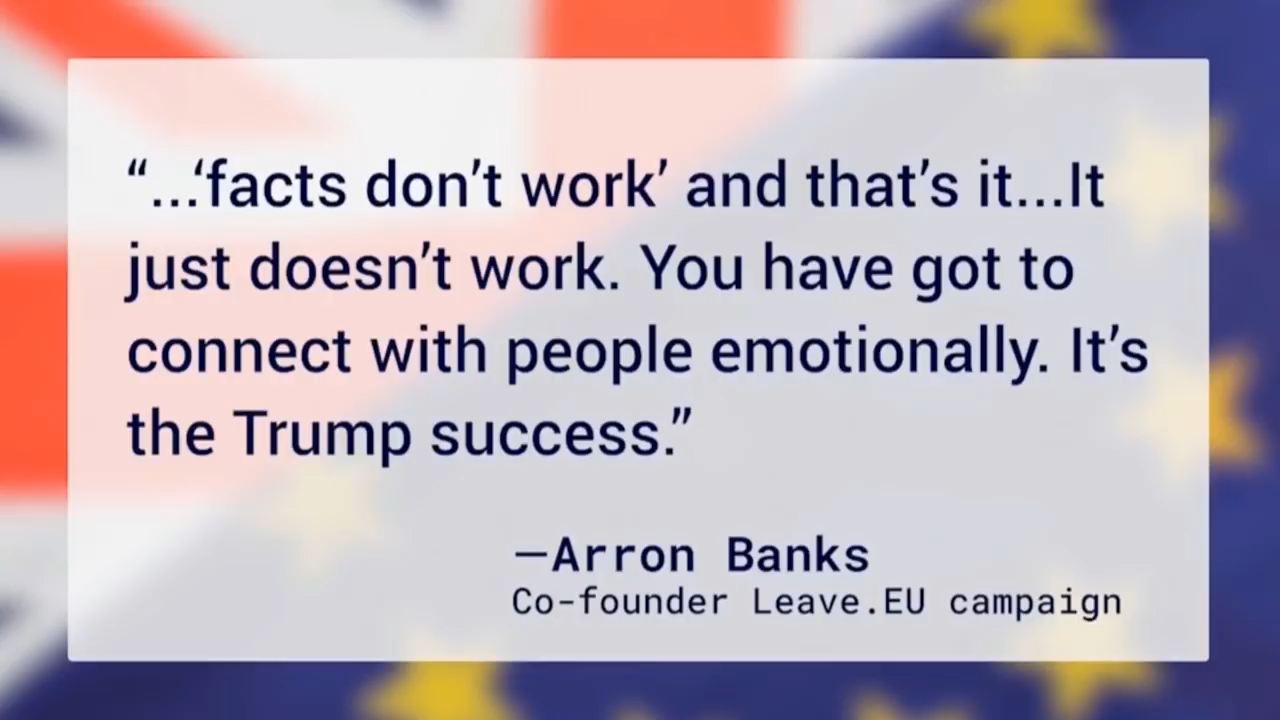 “...‘facts don’t work’ and that’s it...It
just doesn’t work. You have got to
connect with people emotionally. It’s
the Trump success.”
—Arron Banks
Co-founder Leave.EU campaign